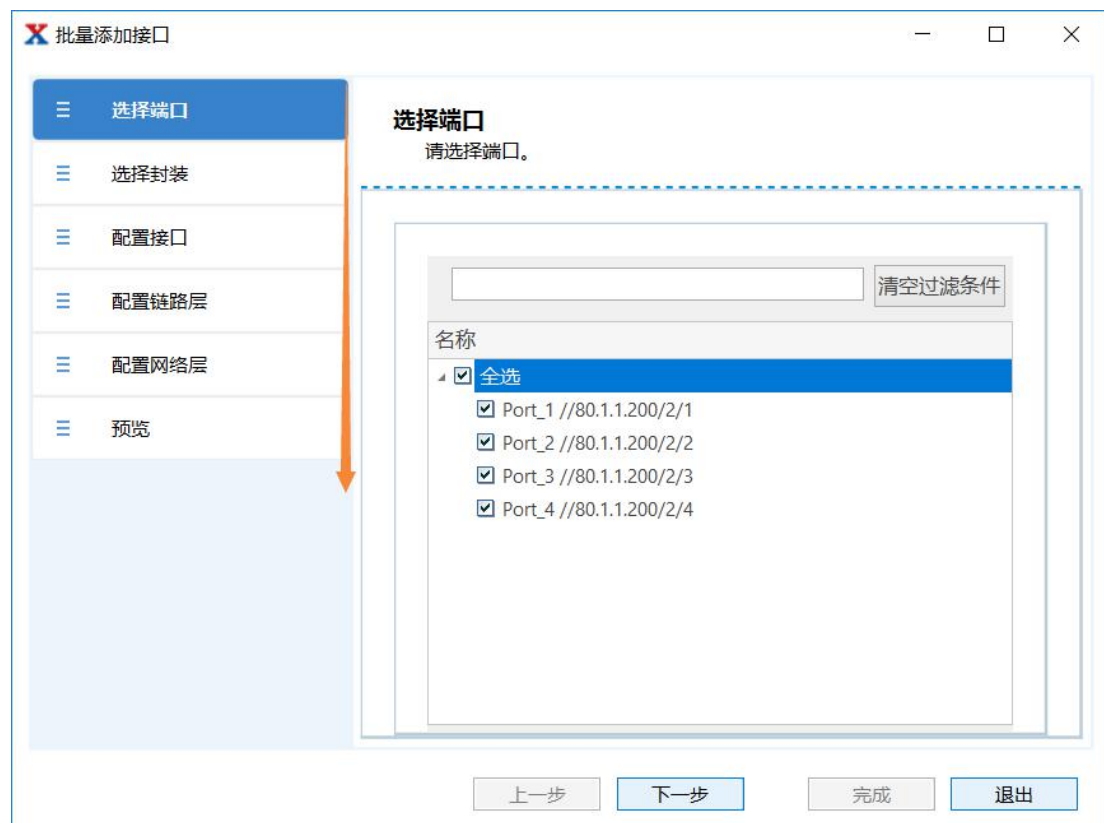 批量添加接口
选择端口
选择封装
配置接口
配置链路层
配置网络层
预览
选择端口
请选择端口。
清空过滤条件
名称
全选
Port_1 //80.1.1.200/2/1
Port_2 //80.1.1.200/2/2
Port_3 //80.1.1.200/2/3
Port_4 //80.1.1.200/2/4
上一步 下一步 完成 退出